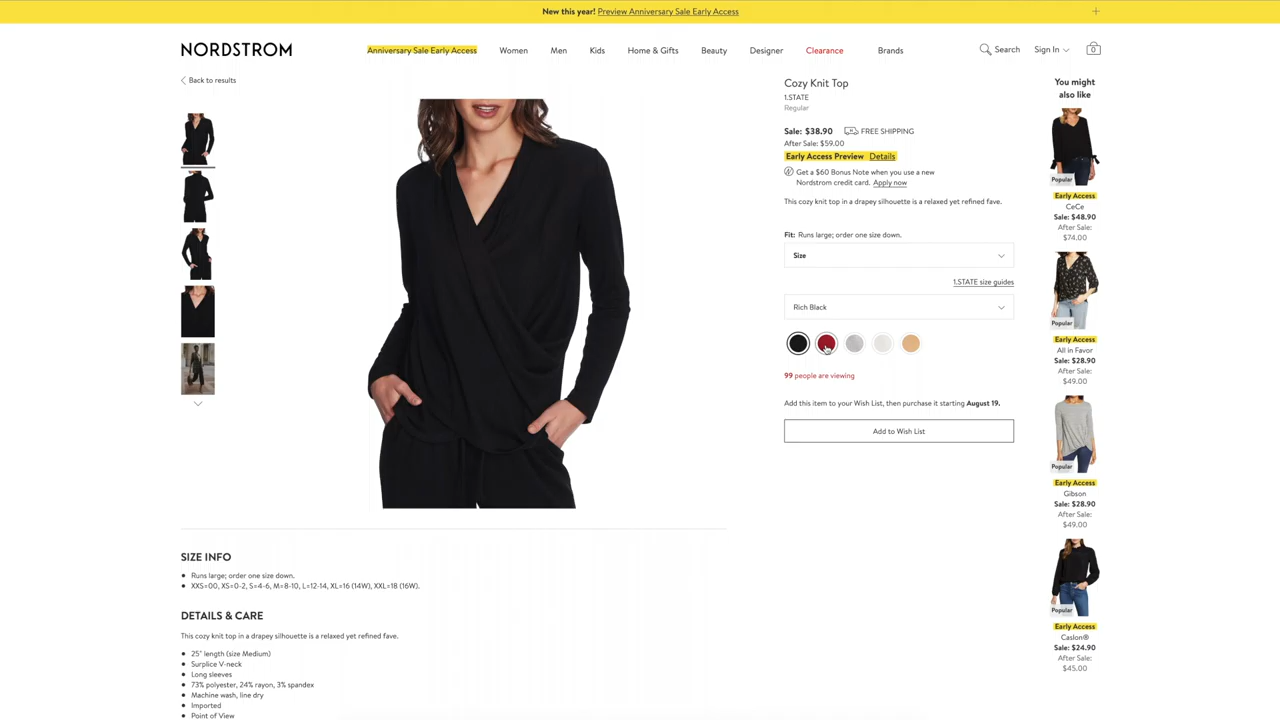 New this year! Preview Anniversary Sale Early Access
NORDSTROM
Anniversary Sale Early Access Women Men Kids Home & Gifts Beauty Designer Clearance Brands
Search Sign In 0
Back to results
Cozy Knit Top
1.STATE
Regular
Sale: $38.90 FREE SHIPPING
After Sale: $59.00
Early Access Preview Details
Get a $60 Bonus Note when you use a new
Nordstrom credit card. Apply now
This cozy knit top in a drapey silhouette is a relaxed yet refined fave.
Fit: Runs large; order one size down.
Size
1.STATE size guides
Rich Black
99 people are viewing
Add this item to your Wish List, then purchase it starting August 19.
Add to Wish List
You might
also like
Popular
Early Access
CeCe
Sale: $48.90
After Sale:
$74.00
Popular
Early Access
All in Favor
Sale: $28.90
After Sale:
$49.00
Popular
Early Access
Gibson
Sale: $28.90
After Sale:
$49.00
Popular
Early Access
Caslon®
Sale: $24.90
After Sale:
$45.00
SIZE INFO
Runs large; order one size down.
XXS=00, XS=0-2, S=4-6, M=8-10, L=12-14, XL=16 (14W), XXL=18 (16W).
DETAILS & CARE
This cozy knit top in a drapey silhouette is a relaxed yet refined fave.
25" length (size Medium)
Surplice V-neck
Long sleeves
73% polyester, 24% rayon, 3% spandex
Machine wash, line dry
Imported
Point of View